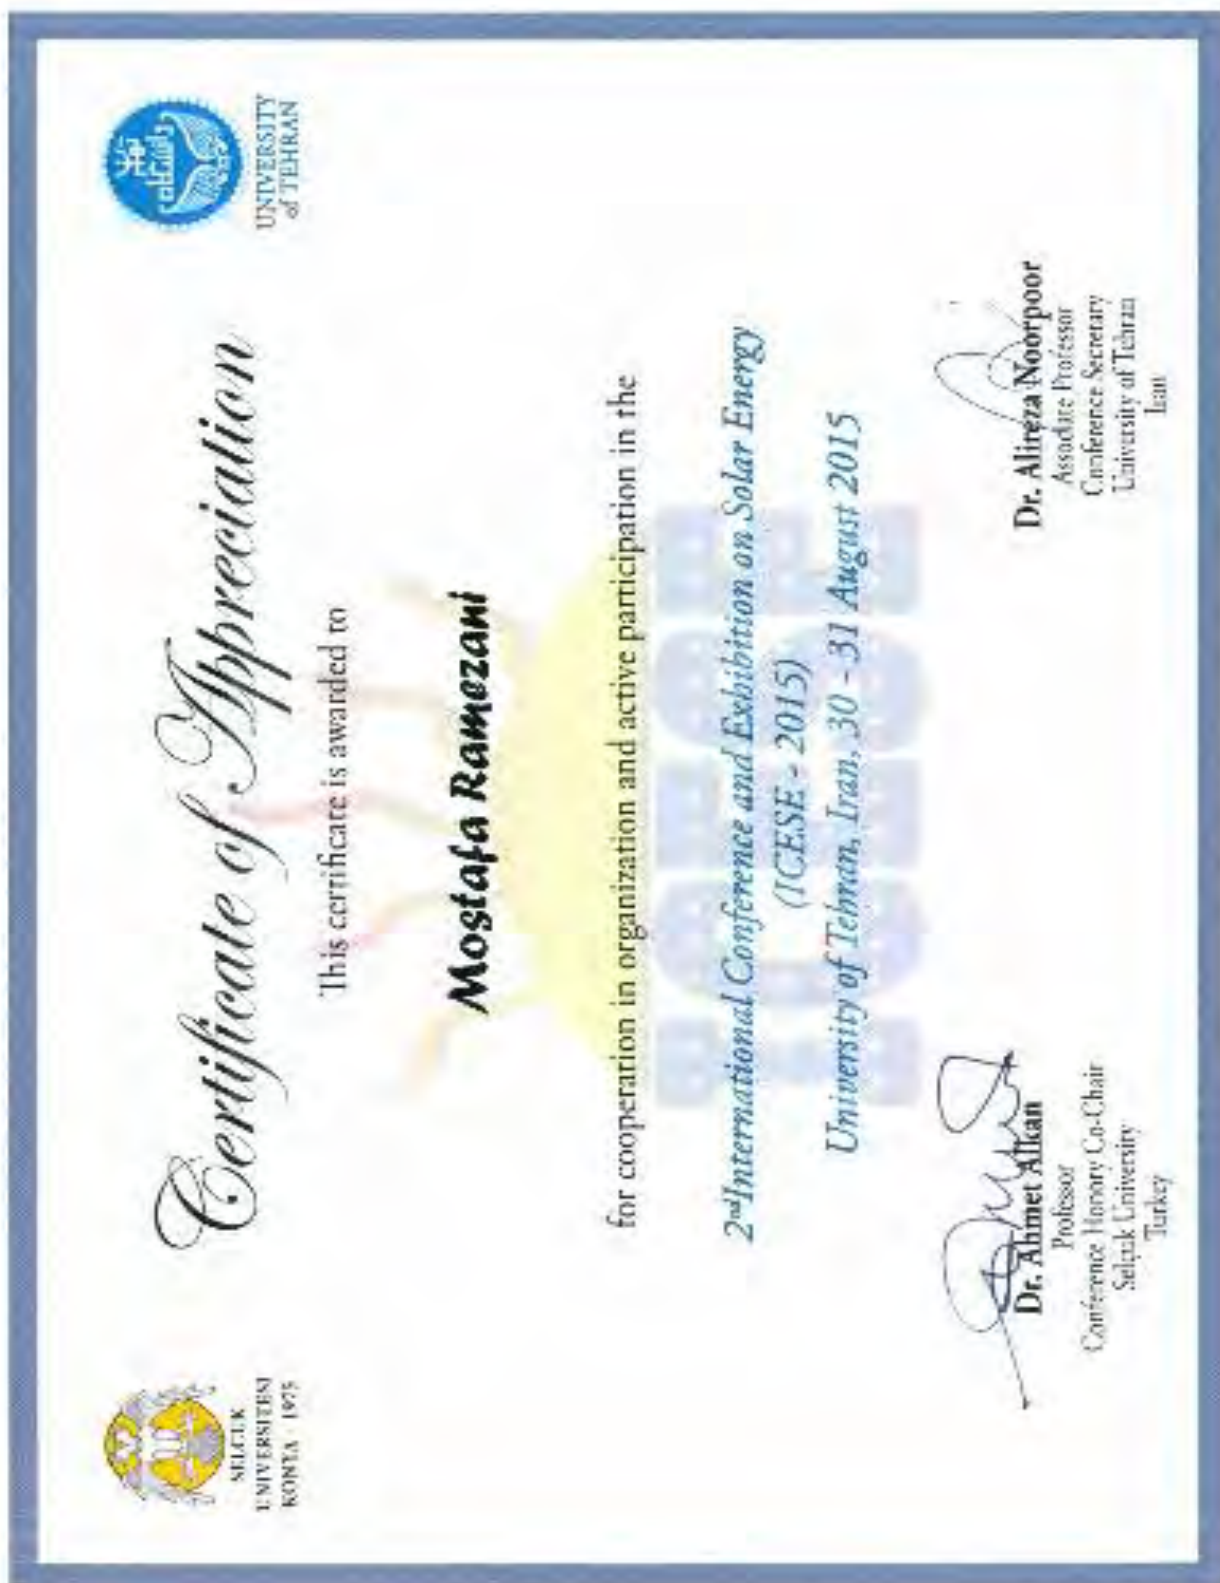 SELCUK
UNIVERSITESI
KONYA - 1975
UNIVERSITY
of TEHRAN
Certificate of Appreciation
This certificate is awarded to
Mostafa Ramezani
for cooperation in organization and active participation in the
2nd International Conference and Exhibition on Solar Energy
(ICESE - 2015)
University of Tehran, Iran, 30 - 31 August 2015
Dr. Ahmet Alkan
Professor
Conference Honory Co-Chair
Selcuk University
Turkey
Dr. Alireza Noorpoor
Associate Professor
Conference Secretary
University of Tehran
Iran